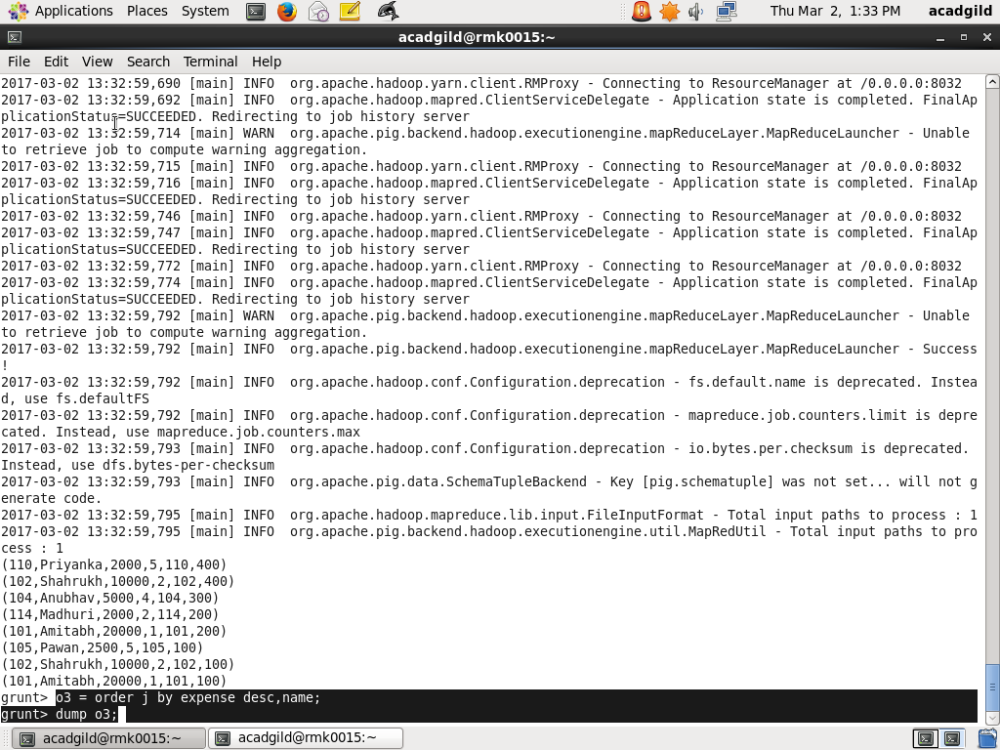 Applications Places System Thu Mar 2, 1:33 PM acadgild
acadgild@rmk0015:~
File Edit View Search Terminal Help
2017-03-02 13:32:59,690 [main] INFO  org.apache.hadoop.yarn.client.RMProxy - Connecting to ResourceManager at /0.0.0.0:8032
2017-03-02 13:32:59,692 [main] INFO  org.apache.hadoop.mapred.ClientServiceDelegate - Application state is completed. FinalAp
plicationStatus=SUCCEEDED. Redirecting to job history server
2017-03-02 13:32:59,714 [main] WARN  org.apache.pig.backend.hadoop.executionengine.mapReduceLayer.MapReduceLauncher - Unable
to retrieve job to compute warning aggregation.
2017-03-02 13:32:59,715 [main] INFO  org.apache.hadoop.yarn.client.RMProxy - Connecting to ResourceManager at /0.0.0.0:8032
2017-03-02 13:32:59,716 [main] INFO  org.apache.hadoop.mapred.ClientServiceDelegate - Application state is completed. FinalAp
plicationStatus=SUCCEEDED. Redirecting to job history server
2017-03-02 13:32:59,746 [main] INFO  org.apache.hadoop.yarn.client.RMProxy - Connecting to ResourceManager at /0.0.0.0:8032
2017-03-02 13:32:59,747 [main] INFO  org.apache.hadoop.mapred.ClientServiceDelegate - Application state is completed. FinalAp
plicationStatus=SUCCEEDED. Redirecting to job history server
2017-03-02 13:32:59,772 [main] INFO  org.apache.hadoop.yarn.client.RMProxy - Connecting to ResourceManager at /0.0.0.0:8032
2017-03-02 13:32:59,774 [main] INFO  org.apache.hadoop.mapred.ClientServiceDelegate - Application state is completed. FinalAp
plicationStatus=SUCCEEDED. Redirecting to job history server
2017-03-02 13:32:59,792 [main] WARN  org.apache.pig.backend.hadoop.executionengine.mapReduceLayer.MapReduceLauncher - Unable
to retrieve job to compute warning aggregation.
2017-03-02 13:32:59,792 [main] INFO  org.apache.pig.backend.hadoop.executionengine.mapReduceLayer.MapReduceLauncher - Success
!
2017-03-02 13:32:59,792 [main] INFO  org.apache.hadoop.conf.Configuration.deprecation - fs.default.name is deprecated. Instea
d, use fs.defaultFS
2017-03-02 13:32:59,792 [main] INFO  org.apache.hadoop.conf.Configuration.deprecation - mapreduce.job.counters.limit is depre
cated. Instead, use mapreduce.job.counters.max
2017-03-02 13:32:59,793 [main] INFO  org.apache.hadoop.conf.Configuration.deprecation - io.bytes.per.checksum is deprecated.
Instead, use dfs.bytes-per-checksum
2017-03-02 13:32:59,793 [main] INFO  org.apache.pig.data.SchemaTupleBackend - Key [pig.schematuple] was not set... will not g
enerate code.
2017-03-02 13:32:59,795 [main] INFO  org.apache.hadoop.mapreduce.lib.input.FileInputFormat - Total input paths to process : 1
2017-03-02 13:32:59,795 [main] INFO  org.apache.pig.backend.hadoop.executionengine.util.MapRedUtil - Total input paths to pro
cess : 1
(110,Priyanka,2000,5,110,400)
(102,Shahrukh,10000,2,102,400)
(104,Anubhav,5000,4,104,300)
(114,Madhuri,2000,2,114,200)
(101,Amitabh,20000,1,101,200)
(105,Pawan,2500,5,105,100)
(102,Shahrukh,10000,2,102,100)
(101,Amitabh,20000,1,101,100)
grunt> o3 = order j by expense desc,name;
grunt> dump o3;
acadgild@rmk0015:~ acadgild@rmk0015:~